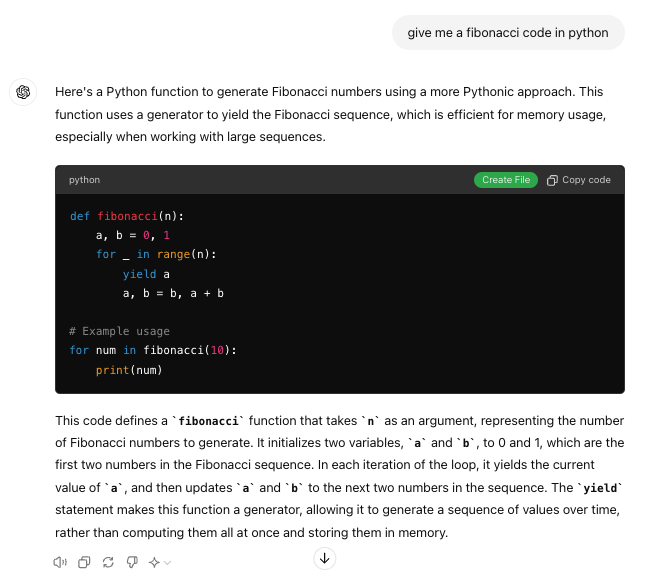 give me a fibonacci code in python
Here's a Python function to generate Fibonacci numbers using a more Pythonic approach. This
function uses a generator to yield the Fibonacci sequence, which is efficient for memory usage,
especially when working with large sequences.
python
Create File
Copy code
def fibonacci(n):
    a, b = 0, 1
    for _ in range(n):
        yield a
        a, b = b, a + b

# Example usage
for num in fibonacci(10):
    print(num)
This code defines a `fibonacci` function that takes `n` as an argument, representing the number
of Fibonacci numbers to generate. It initializes two variables, `a` and `b`, to 0 and 1, which are the
first two numbers in the Fibonacci sequence. In each iteration of the loop, it yields the current
value of `a`, and then updates `a` and `b` to the next two numbers in the sequence. The `yield`
statement makes this function a generator, allowing it to generate a sequence of values over time,
rather than computing them all at once and storing them in memory.